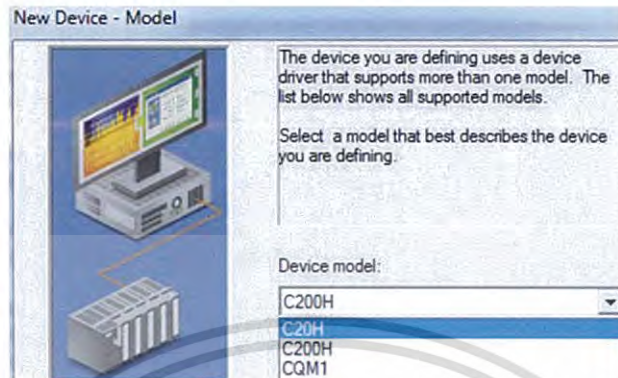 New Device - Model
The device you are defining uses a device
driver that supports more than one model. The
list below shows all supported models.
Select a model that best describes the device
you are defining.
Device model:
C200H
C20H
C200H
CQM1